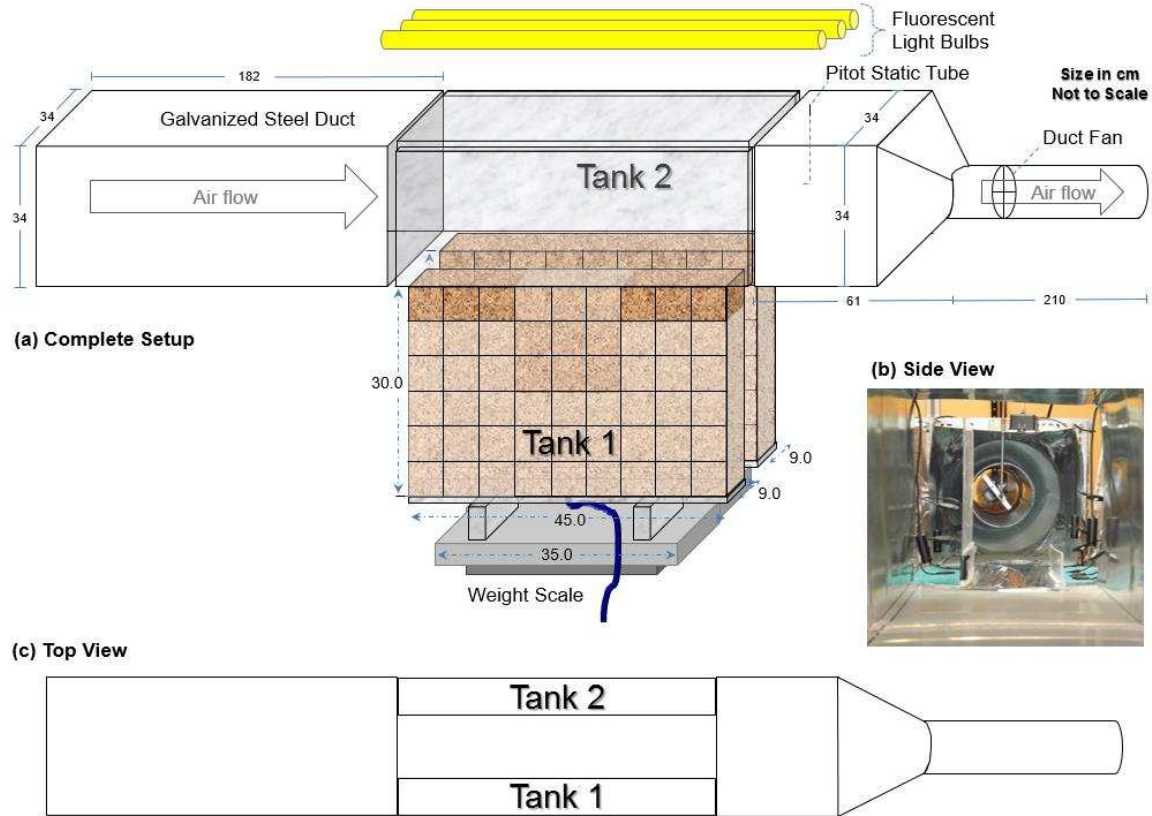 Fluorescent
Light Bulbs
182
Pitot Static Tube
Size in cm
Not to Scale
34
Galvanized Steel Duct
34
Duct Fan
Tank 2
Air flow
Air flow
34
34
61
210
(a) Complete Setup
30.0
(b) Side View
Tank 1
9.0
9.0
45.0
35.0
Weight Scale
(c) Top View
Tank 2
Tank 1